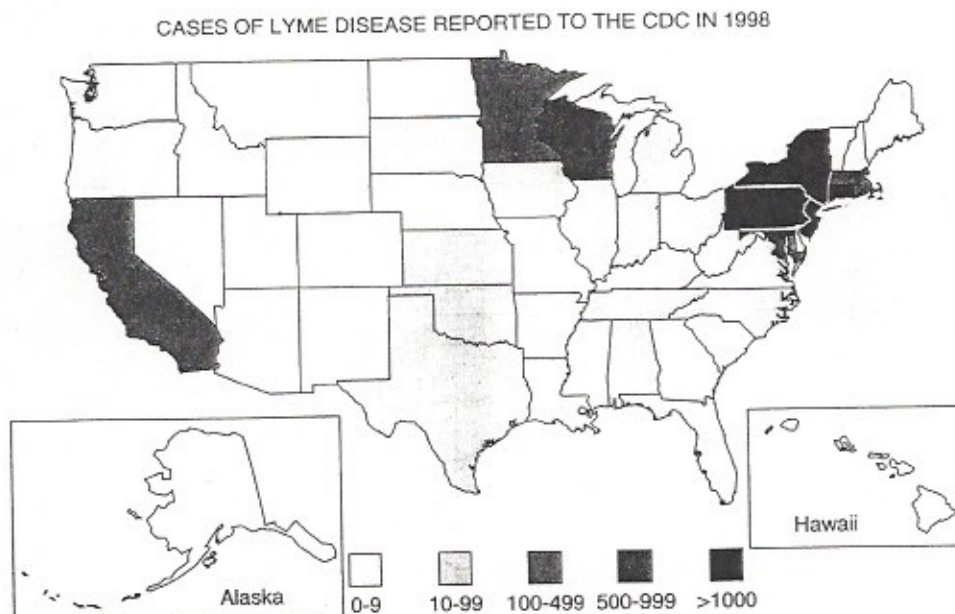 CASES OF LYME DISEASE REPORTED TO THE CDC IN 1998
Alaska
Hawaii
0-9 10-99 100-499 500-999 >1000